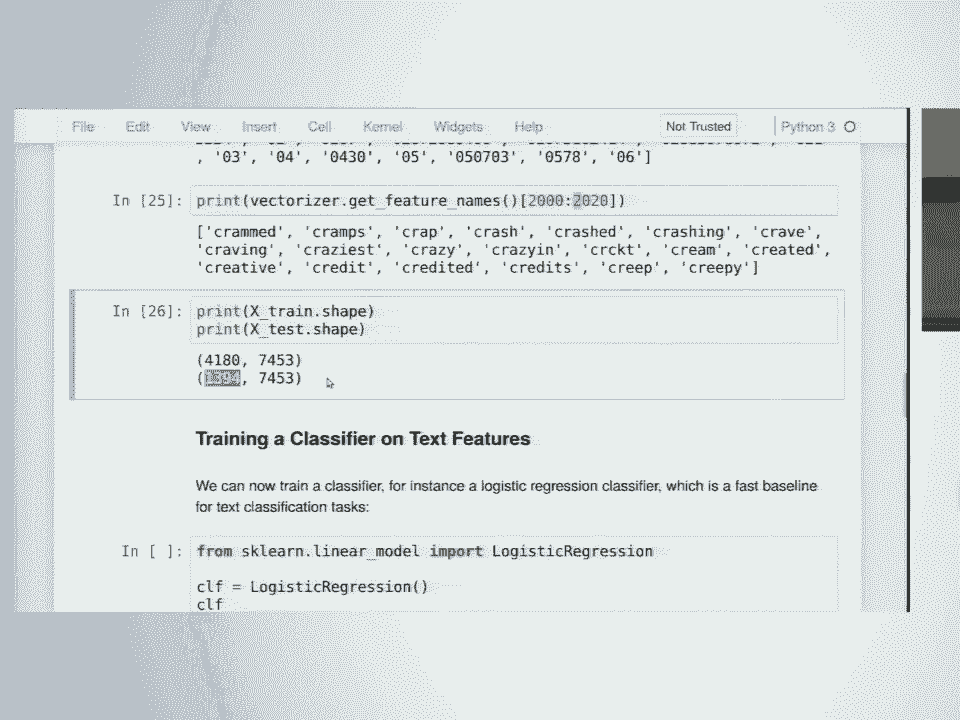 File Edit View Insert Cell Kernel Widgets Help Not Trusted Python 3
, '03', '04', '0430', '05', '050703', '0578', '06']
In [25]: print(vectorizer.get_feature_names()[2000:2020])
['crammed', 'cramps', 'crap', 'crash', 'crashed', 'crashing', 'crave',
'craving', 'craziest', 'crazy', 'crazyin', 'crckt', 'cream', 'created',
'creative', 'credit', 'credited', 'credits', 'creep', 'creepy']
In [26]: print(X_train.shape)
print(X_test.shape)
(4180, 7453)
(, 7453)
Training a Classifier on Text Features
We can now train a classifier, for instance a logistic regression classifier, which is a fast baseline
for text classification tasks:
In [ ]: from sklearn.linear_model import LogisticRegression
clf = LogisticRegression()
clf